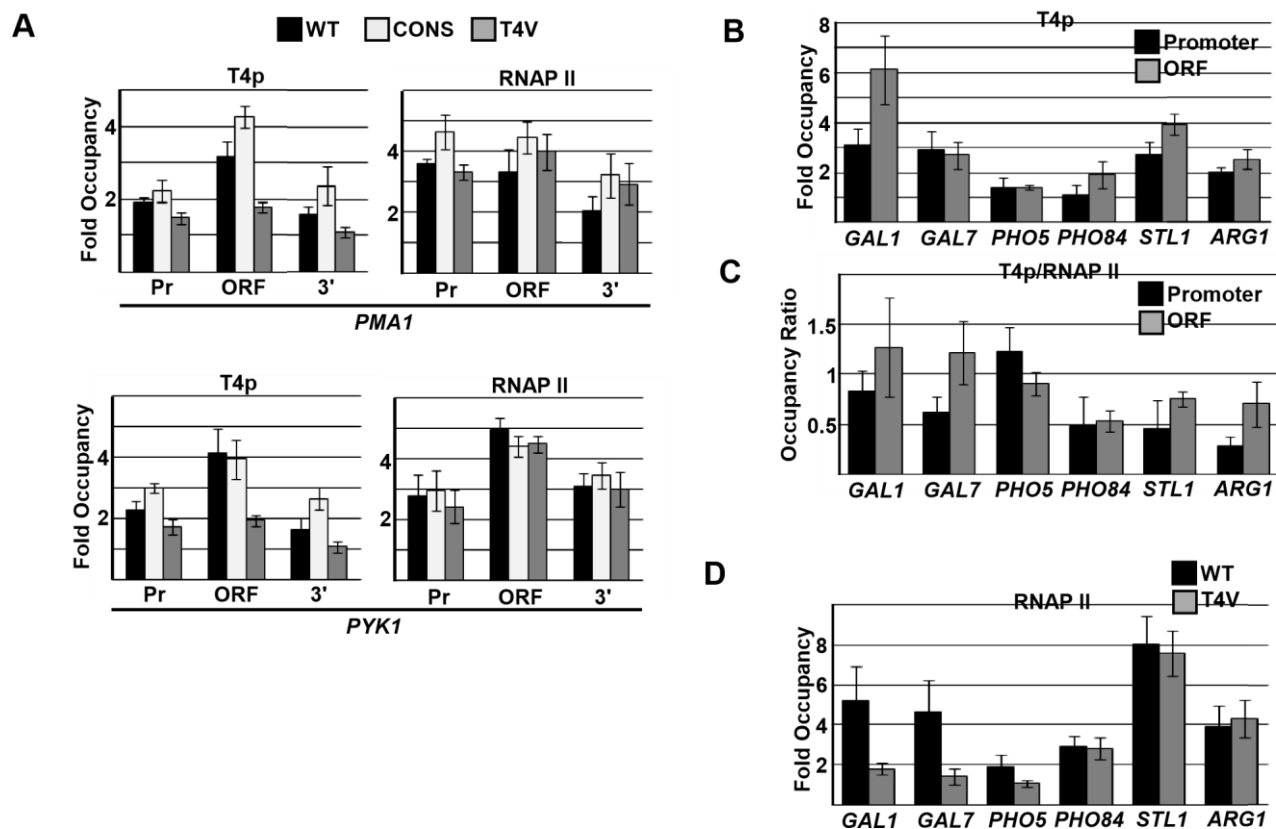 A
WT CONS T4V
T4p
RNAP II
Fold Occupancy
4
2
4
2
Pr ORF 3'
Pr ORF 3'
PMA1
T4p
RNAP II
Fold Occupancy
4
2
4
2
Pr ORF 3'
Pr ORF 3'
PYK1
B
T4p
Promoter
ORF
Fold Occupancy
8
6
4
2
GAL1 GAL7 PHO5 PHO84 STL1 ARG1
C
T4p/RNAP II
Promoter
ORF
Occupancy Ratio
1.5
1
0.5
GAL1 GAL7 PHO5 PHO84 STL1 ARG1
D
WT
T4V
RNAP II
Fold Occupancy
8
6
4
2
GAL1 GAL7 PHO5 PHO84 STL1 ARG1